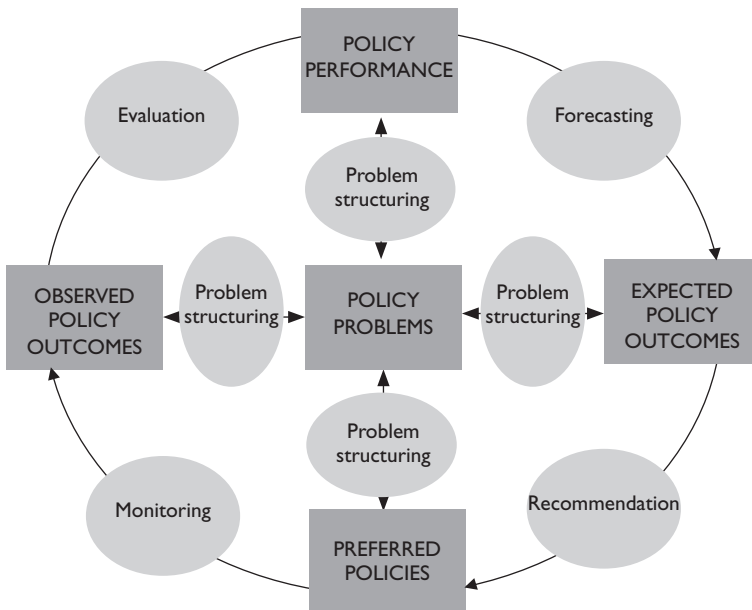 POLICY
PERFORMANCE
Evaluation
Forecasting
Problem
structuring
OBSERVED
POLICY
OUTCOMES
Problem
structuring
POLICY
PROBLEMS
Problem
structuring
EXPECTED
POLICY
OUTCOMES
Problem
structuring
Monitoring
Recommendation
PREFERRED
POLICIES